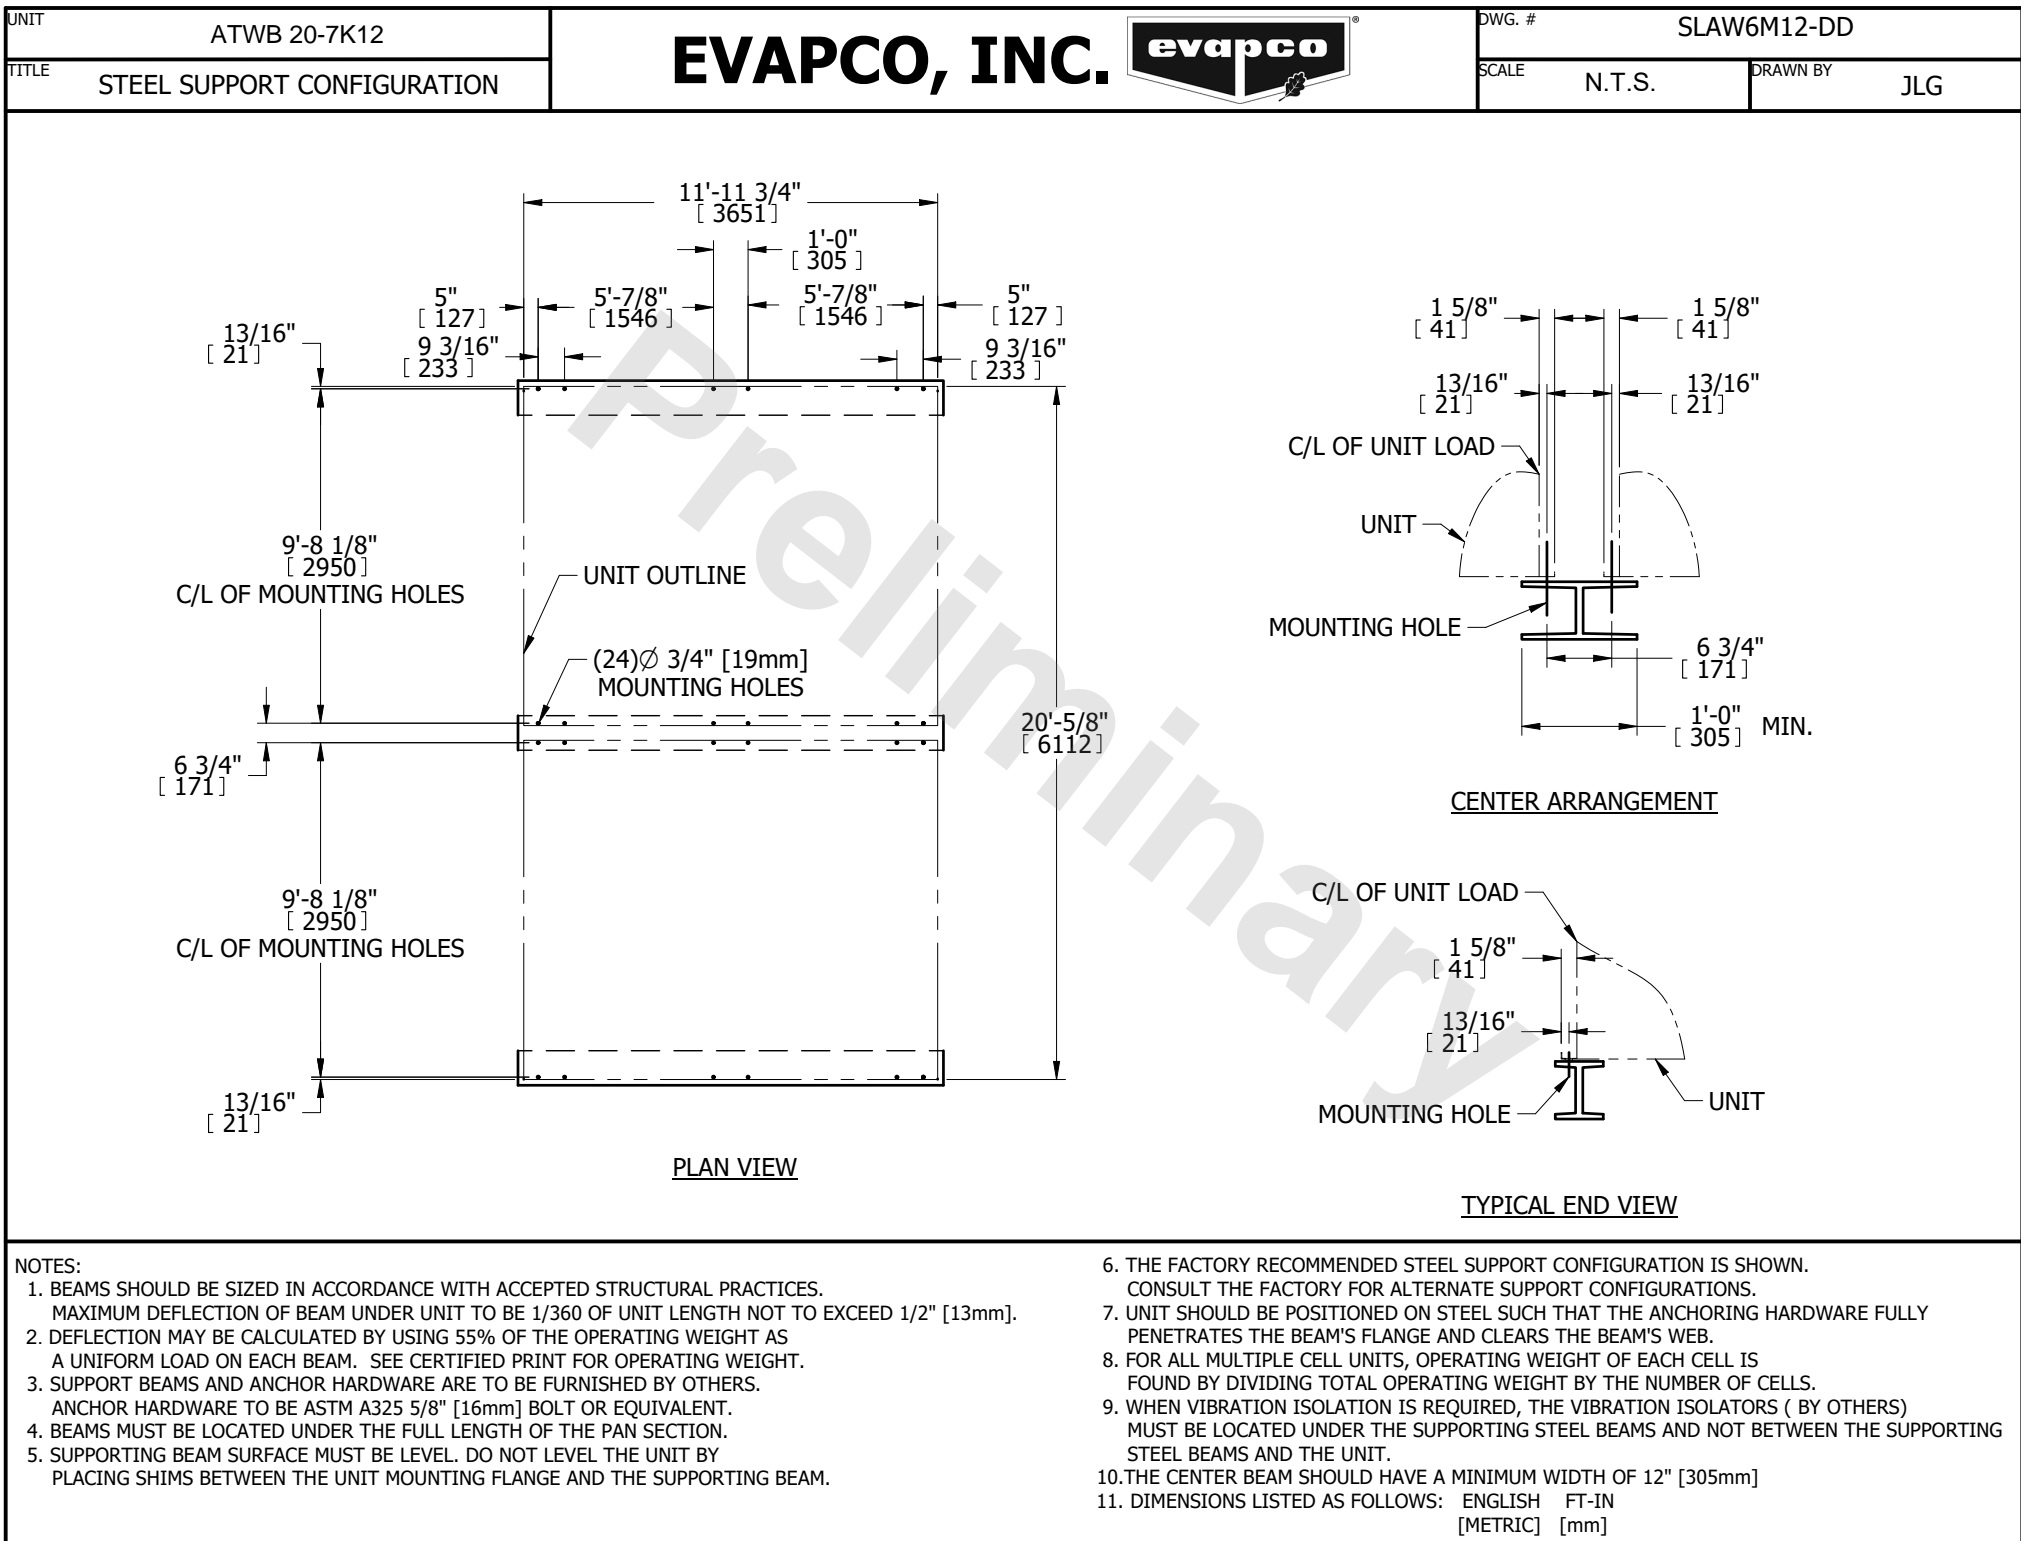 UNIT
ATWB 20-7K12
TITLE
STEEL SUPPORT CONFIGURATION
EVAPCO, INC.
evapco
®
DWG. #
SLAW6M12-DD
SCALE
N.T.S.
DRAWN BY
JLG
11'-11 3/4"
[ 3651]
1'-0"
[ 305 ]
5"
[ 127]
5'-7/8"
[ 1546 ]
5'-7/8"
[ 1546 ]
5"
[ 127 ]
13/16"
[ 21]
9 3/16"
[ 233 ]
9 3/16"
[ 233 ]
9'-8 1/8"
[ 2950]
C/L OF MOUNTING HOLES
UNIT OUTLINE
(24)Ø 3/4" [19mm]
MOUNTING HOLES
6 3/4"
[ 171]
20'-5/8"
[ 6112]
9'-8 1/8"
[ 2950]
C/L OF MOUNTING HOLES
13/16"
[ 21]
PLAN VIEW
1 5/8"
[ 41]
1 5/8"
[ 41]
13/16"
[ 21]
13/16"
[ 21]
C/L OF UNIT LOAD
UNIT
MOUNTING HOLE
6 3/4"
[ 171]
1'-0"
[ 305] MIN.
CENTER ARRANGEMENT
C/L OF UNIT LOAD
1 5/8"
[ 41]
13/16"
[ 21]
MOUNTING HOLE
UNIT
TYPICAL END VIEW
Preliminary
NOTES:
1. BEAMS SHOULD BE SIZED IN ACCORDANCE WITH ACCEPTED STRUCTURAL PRACTICES.
MAXIMUM DEFLECTION OF BEAM UNDER UNIT TO BE 1/360 OF UNIT LENGTH NOT TO EXCEED 1/2" [13mm].
2. DEFLECTION MAY BE CALCULATED BY USING 55% OF THE OPERATING WEIGHT AS
A UNIFORM LOAD ON EACH BEAM. SEE CERTIFIED PRINT FOR OPERATING WEIGHT.
3. SUPPORT BEAMS AND ANCHOR HARDWARE ARE TO BE FURNISHED BY OTHERS.
ANCHOR HARDWARE TO BE ASTM A325 5/8" [16mm] BOLT OR EQUIVALENT.
4. BEAMS MUST BE LOCATED UNDER THE FULL LENGTH OF THE PAN SECTION.
5. SUPPORTING BEAM SURFACE MUST BE LEVEL. DO NOT LEVEL THE UNIT BY
PLACING SHIMS BETWEEN THE UNIT MOUNTING FLANGE AND THE SUPPORTING BEAM.
6. THE FACTORY RECOMMENDED STEEL SUPPORT CONFIGURATION IS SHOWN.
CONSULT THE FACTORY FOR ALTERNATE SUPPORT CONFIGURATIONS.
7. UNIT SHOULD BE POSITIONED ON STEEL SUCH THAT THE ANCHORING HARDWARE FULLY
PENETRATES THE BEAM'S FLANGE AND CLEARS THE BEAM'S WEB.
8. FOR ALL MULTIPLE CELL UNITS, OPERATING WEIGHT OF EACH CELL IS
FOUND BY DIVIDING TOTAL OPERATING WEIGHT BY THE NUMBER OF CELLS.
9. WHEN VIBRATION ISOLATION IS REQUIRED, THE VIBRATION ISOLATORS ( BY OTHERS)
MUST BE LOCATED UNDER THE SUPPORTING STEEL BEAMS AND NOT BETWEEN THE SUPPORTING
STEEL BEAMS AND THE UNIT.
10.THE CENTER BEAM SHOULD HAVE A MINIMUM WIDTH OF 12" [305mm]
11. DIMENSIONS LISTED AS FOLLOWS: ENGLISH FT-IN
[METRIC] [mm]